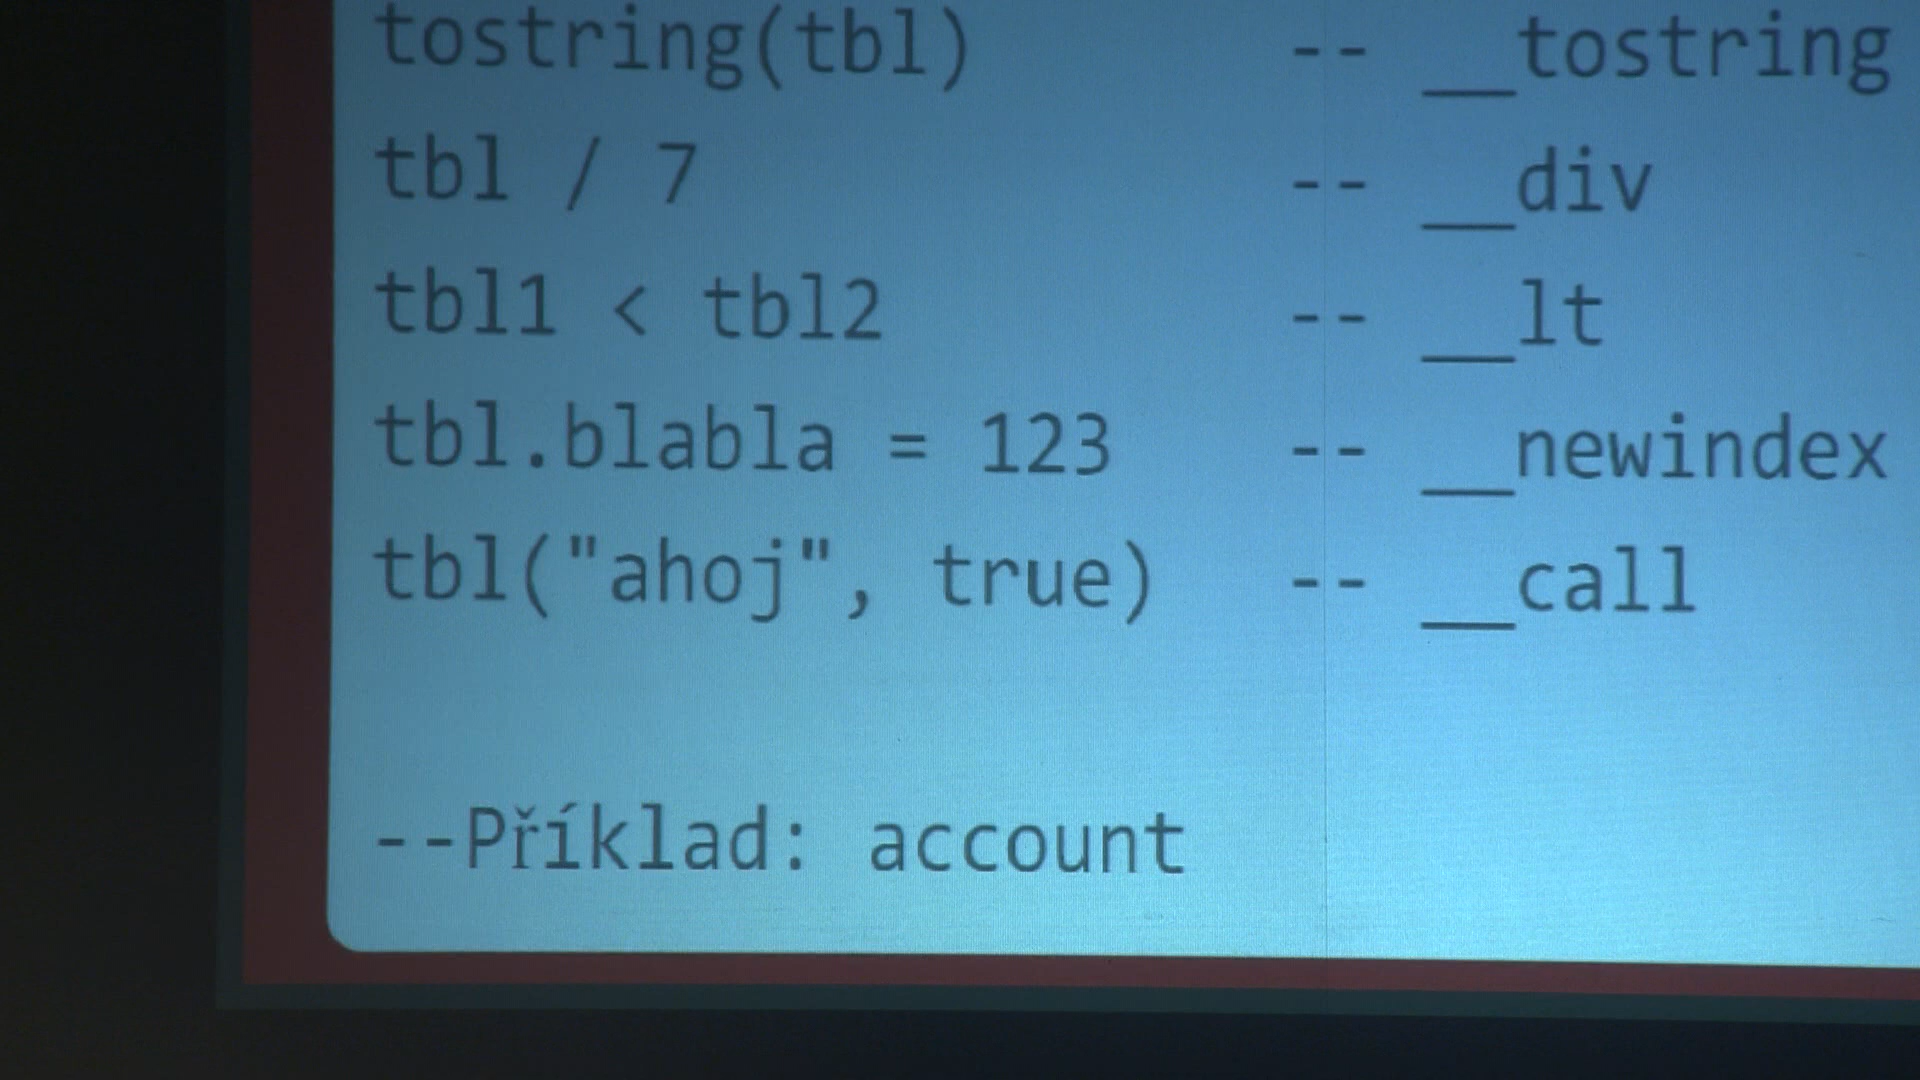 tostring(tbl) -- __tostring
tbl / 7 -- __div
tbl1 < tbl2 -- __lt
tbl.blabla = 123 -- __newindex
tbl("ahoj", true) -- __call
--Příklad: account